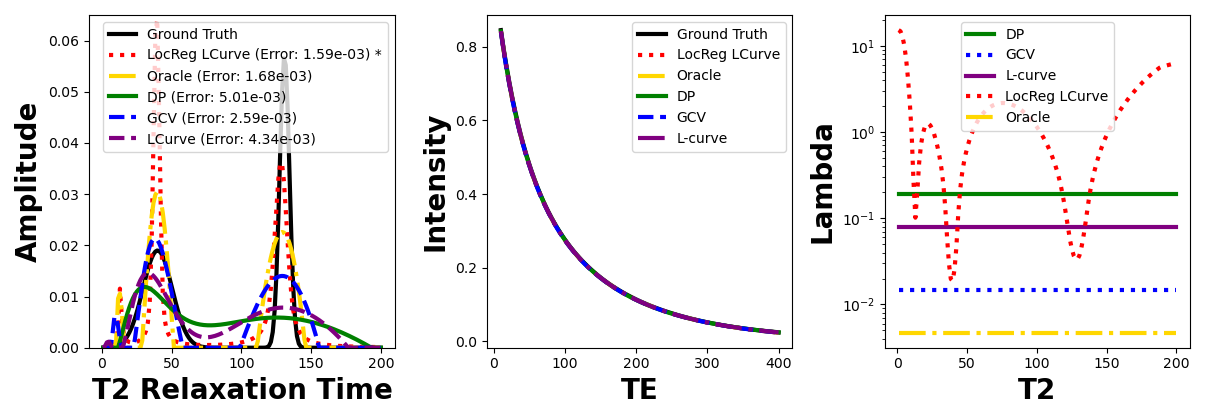 Amplitude
0.06
0.05
0.04
0.03
0.02
0.01
0.00
Ground Truth
LocReg LCurve (Error: 1.59e-03) *
Oracle (Error: 1.68e-03)
DP (Error: 5.01e-03)
GCV (Error: 2.59e-03)
LCurve (Error: 4.34e-03)
0 50 100 150 200
T2 Relaxation Time
Intensity
0.8
0.6
0.4
0.2
0.0
Ground Truth
LocReg LCurve
Oracle
DP
GCV
L-curve
0 100 200 300 400
TE
Lambda
10¹
10⁰
10⁻¹
10⁻²
DP
GCV
L-curve
LocReg LCurve
Oracle
0 50 100 150 200
T2